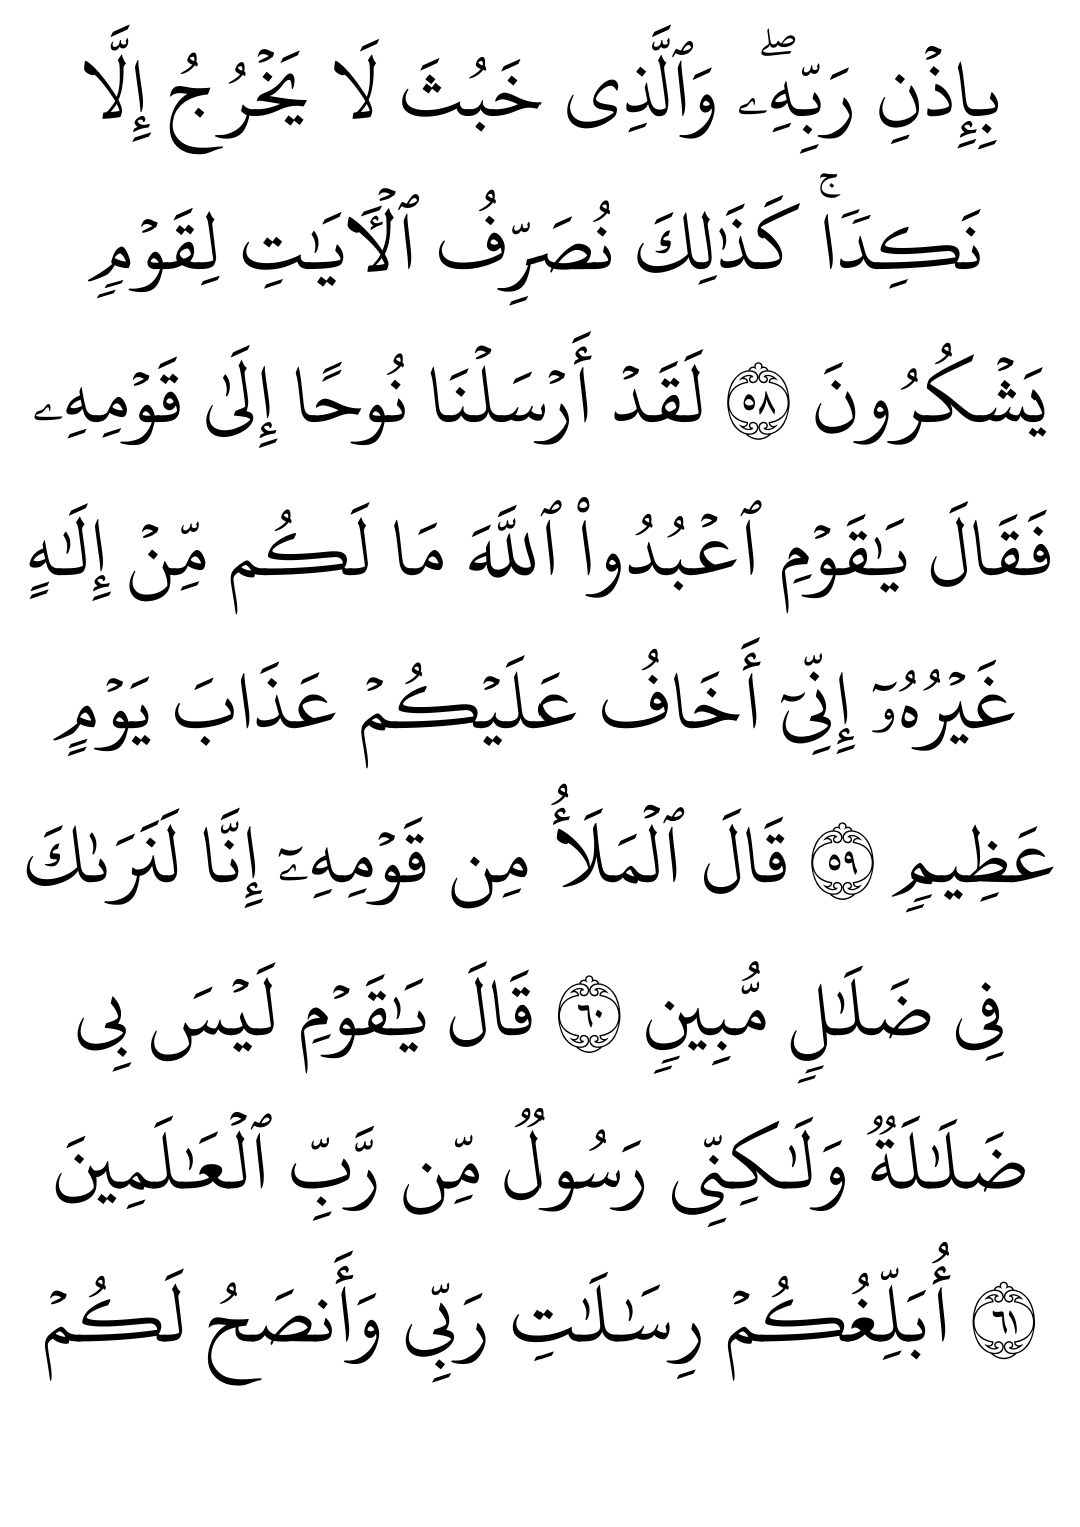 بِإِذۡنِ رَبِّهِۦۖ وَٱلَّذِى خَبُثَ لَا يَخۡرُجُ إِلَّا
نَكِدٗاۚ كَذَٰلِكَ نُصَرِّفُ ٱلۡأَيَٰتِ لِقَوۡمٖ
يَشۡكُرُونَ ٥٨ لَقَدۡ أَرۡسَلۡنَا نُوحًا إِلَىٰ قَوۡمِهِۦ
فَقَالَ يَٰقَوۡمِ ٱعۡبُدُوا۟ ٱللَّهَ مَا لَكُم مِّنۡ إِلَٰهٍ
غَيۡرُهُۥٓ إِنِّىٓ أَخَافُ عَلَيۡكُمۡ عَذَابَ يَوۡمٍ
عَظِيمٖ ٥٩ قَالَ ٱلۡمَلَأُ مِن قَوۡمِهِۦٓ إِنَّا لَنَرَىٰكَ
فِى ضَلَٰلٖ مُّبِينٖ ٦٠ قَالَ يَٰقَوۡمِ لَيۡسَ بِى
ضَلَٰلَةٞ وَلَٰكِنِّى رَسُولٞ مِّن رَّبِّ ٱلۡعَٰلَمِينَ
٦١ أُبَلِّغُكُمۡ رِسَٰلَٰتِ رَبِّى وَأَنصَحُ لَكُمۡ